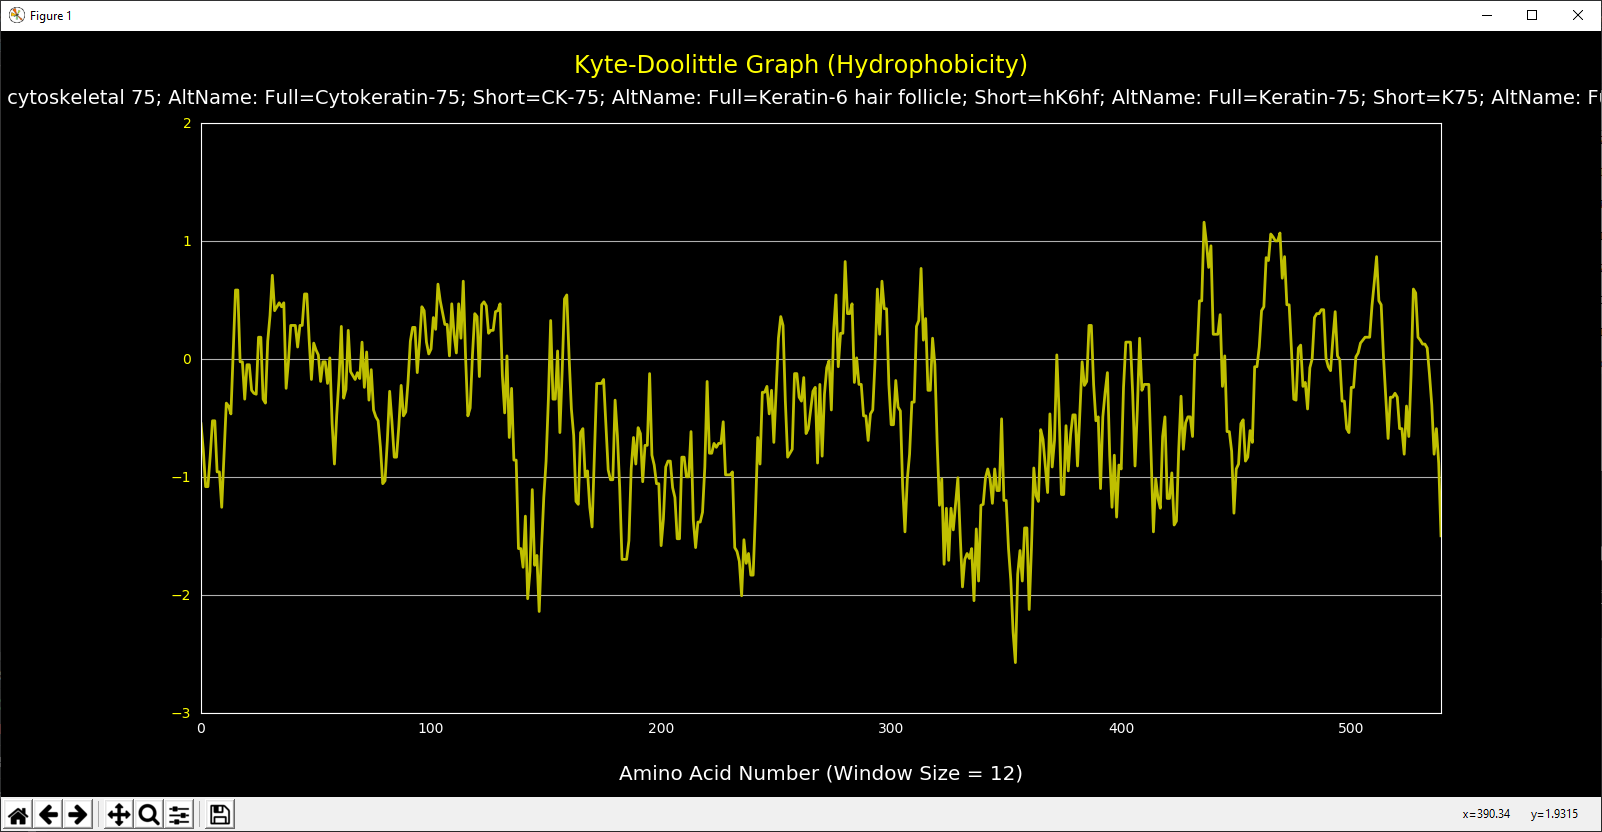 Figure 1
Kyte-Doolittle Graph (Hydrophobicity)
cytoskeletal 75; AltName: Full=Cytokeratin-75; Short=CK-75; AltName: Full=Keratin-6 hair follicle; Short=hK6hf; AltName: Full=Keratin-75; Short=K75; AltName: F
2
1
0
−1
−2
−3
0 100 200 300 400 500
Amino Acid Number (Window Size = 12)
x=390.34 y=1.9315